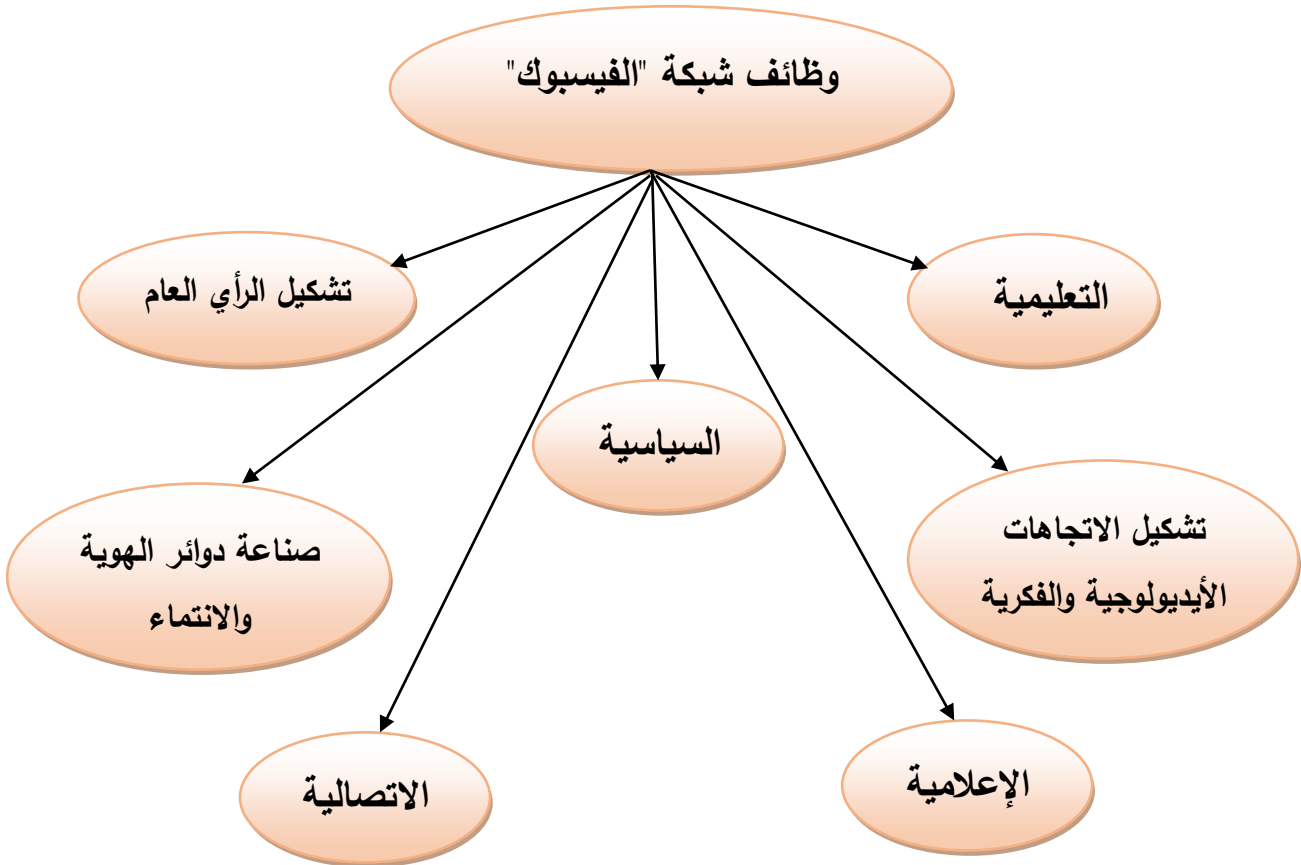 وظائف شبكة "الفيسبوك"
التعليمية
تشكيل الرأي العام
السياسية
تشكيل الاتجاهات
الأيديولوجية والفكرية
صناعة دوائر الهوية
والانتماء
الإعلامية
الاتصالية